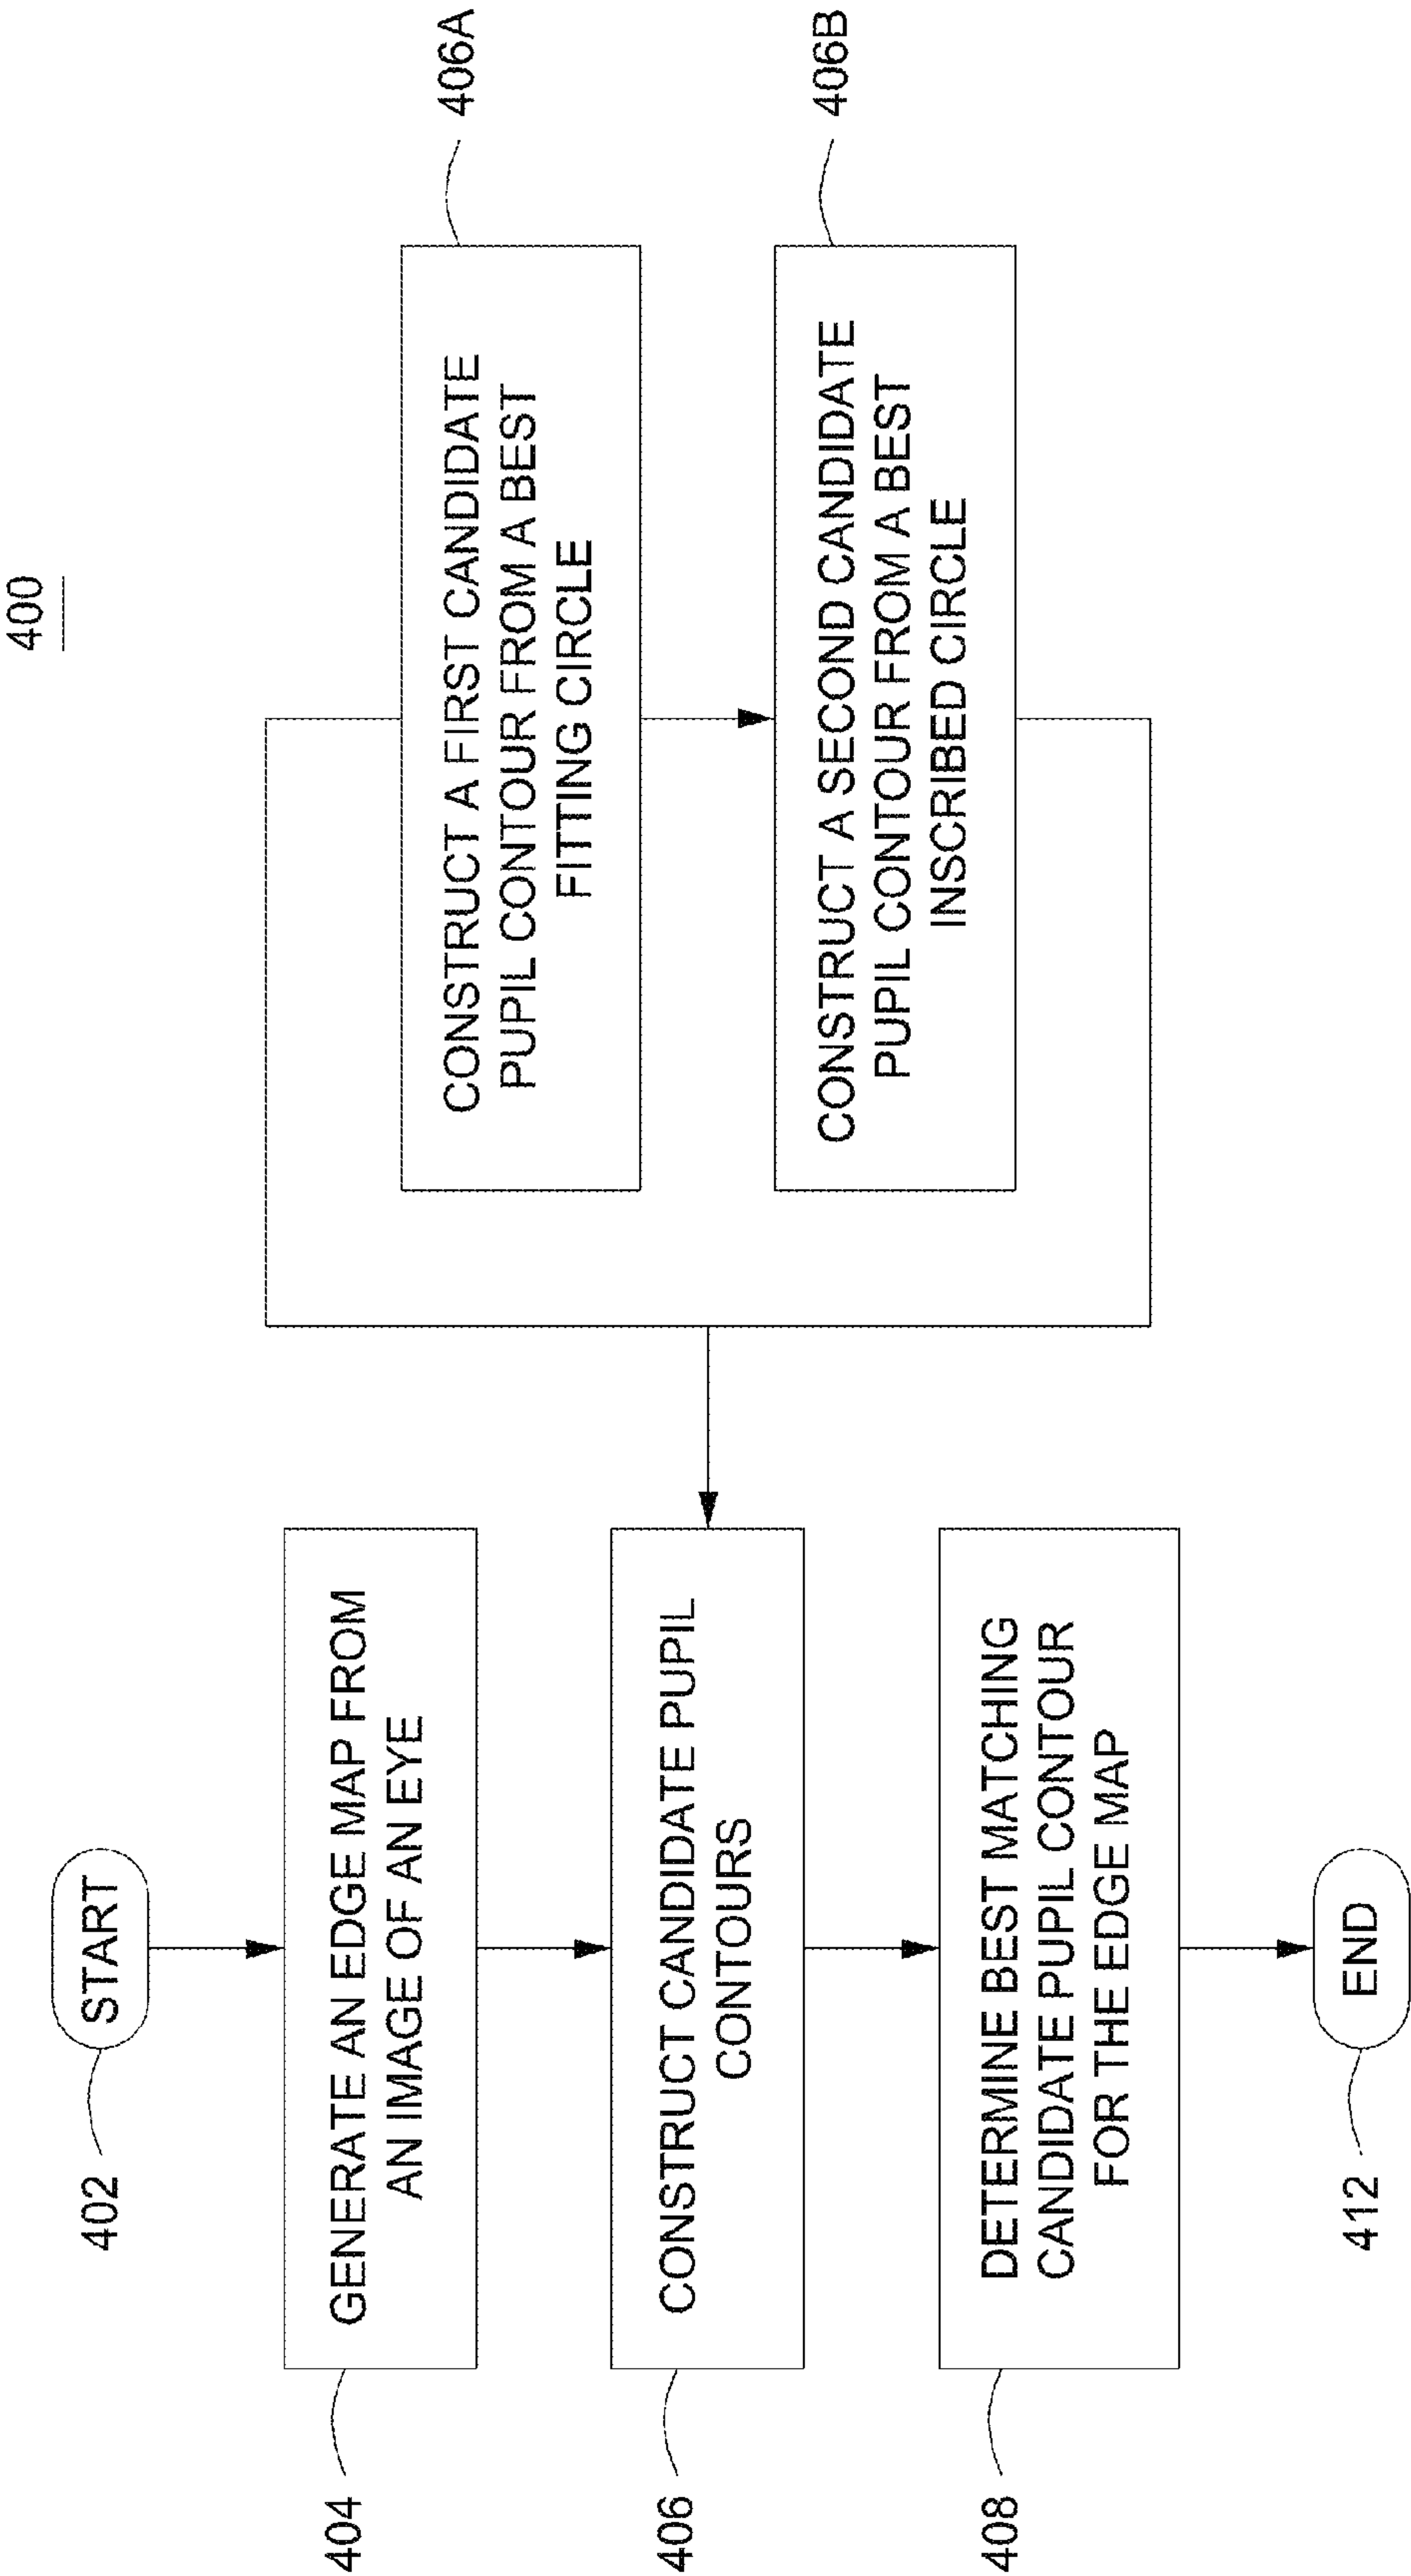 400
402
START
404
GENERATE AN EDGE MAP FROM
AN IMAGE OF AN EYE
406
CONSTRUCT CANDIDATE PUPIL
CONTOURS
408
DETERMINE BEST MATCHING
CANDIDATE PUPIL CONTOUR
FOR THE EDGE MAP
412
END
406A
CONSTRUCT A FIRST CANDIDATE
PUPIL CONTOUR FROM A BEST
FITTING CIRCLE
406B
CONSTRUCT A SECOND CANDIDATE
PUPIL CONTOUR FROM A BEST
INSCRIBED CIRCLE